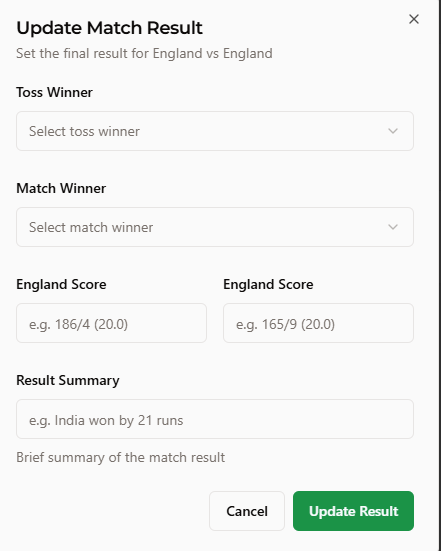 Update Match Result
Set the final result for England vs England
Toss Winner
Select toss winner
Match Winner
Select match winner
England Score
England Score
e.g. 186/4 (20.0)
e.g. 165/9 (20.0)
Result Summary
e.g. India won by 21 runs
Brief summary of the match result
Cancel
Update Result